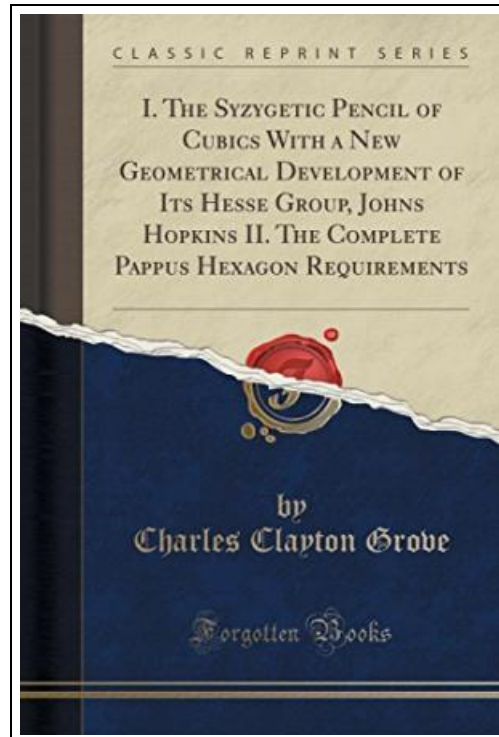 CLASSIC REPRINT SERIES
I. The Syzygetic Pencil of
Cubics With a New
Geometrical Development of
Its Hesse Group, Johns
Hopkins II. The Complete
Pappus Hexagon Requirements
by
Charles Clayton Grove
Forgotten Books